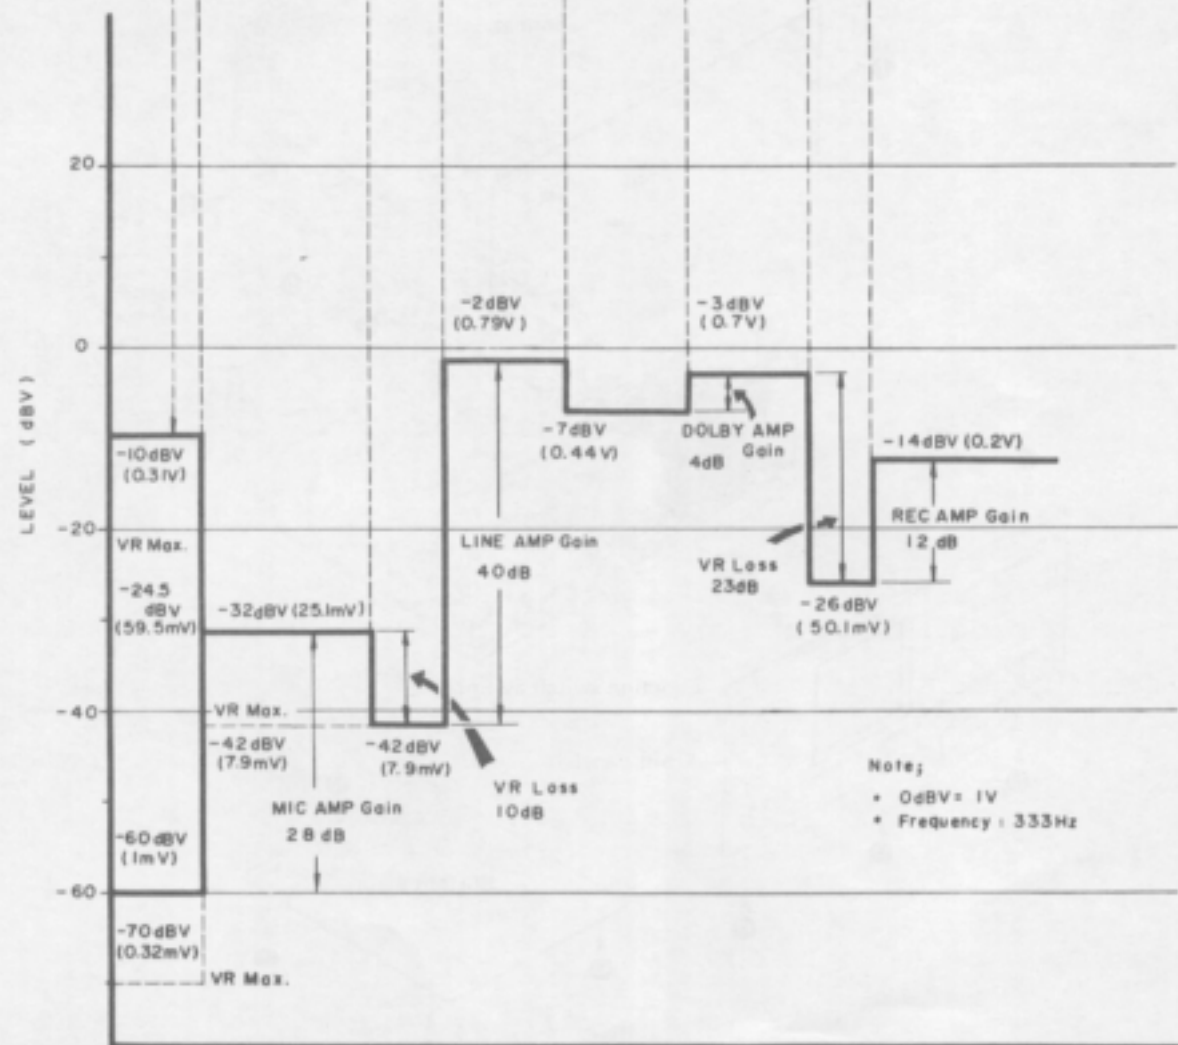 20
-2dBV
(0.79V)
-3dBV
(0.7V)
0
LEVEL (dBV)
-10dBV
(0.31V)
-7dBV
(0.44V)
DOLBY AMP
Gain
4dB
-14dBV (0.2V)
-20
VR Max.
LINE AMP Gain
40dB
REC AMP Gain
12 dB
VR Loss
23dB
-24.5
dBV
(59.5mV)
-32dBV (25.1mV)
-26dBV
(50.1mV)
-40
VR Max.
-42dBV
(7.9mV)
-42dBV
(7.9mV)
VR Loss
10dB
MIC AMP Gain
28 dB
Note;
• 0dBV = 1V
• Frequency : 333Hz
-60dBV
(1mV)
-60
-70dBV
(0.32mV)
VR Max.